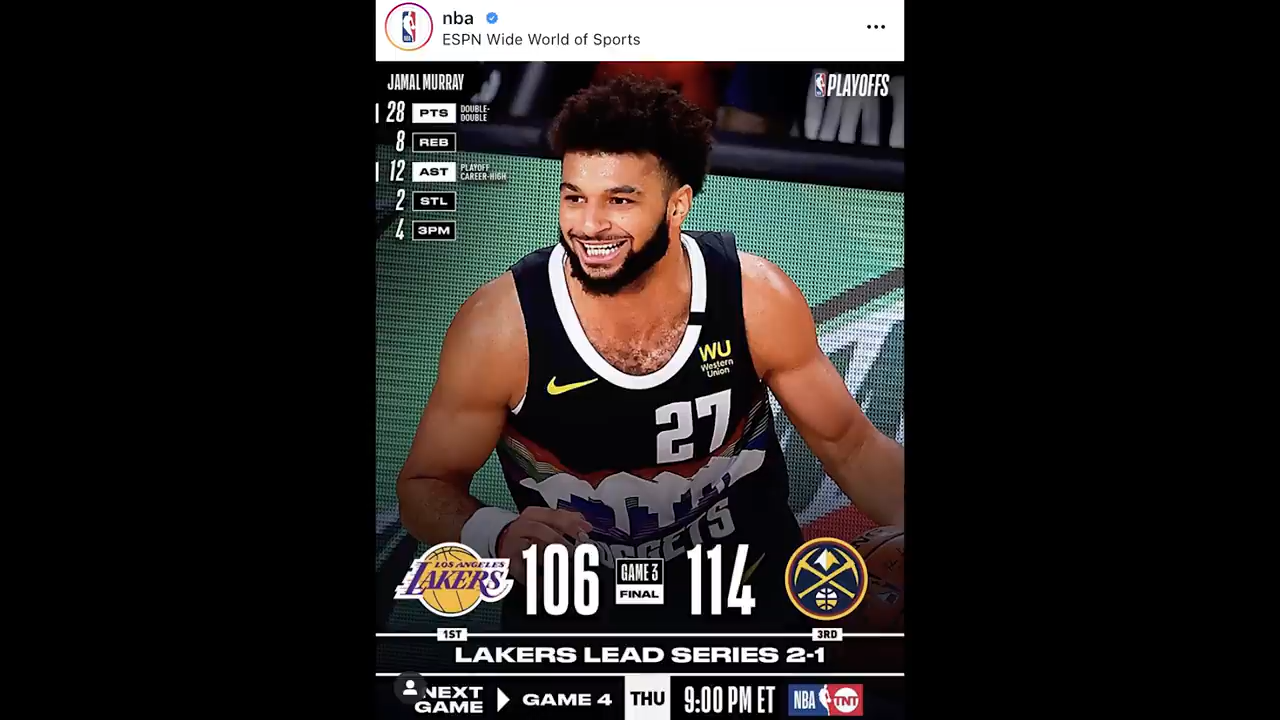 nba
ESPN Wide World of Sports
JAMAL MURRAY
PLAYOFFS
28 PTS DOUBLE-
DOUBLE
8 REB
12 AST PLAYOFF
CAREER-HIGH
2 STL
4 3PM
WU
Western
Union
27
NUGGETS
LOS ANGELES
LAKERS
106
GAME 3
FINAL
114
1ST
3RD
LAKERS LEAD SERIES 2-1
NEXT
GAME
GAME 4
THU
9:00 PM ET
NBA
TNT